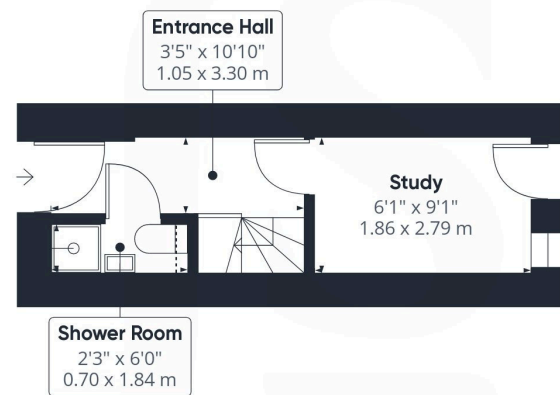 Entrance Hall
3'5" x 10'10"
1.05 x 3.30 m
Study
6'1" x 9'1"
1.86 x 2.79 m
Shower Room
2'3" x 6'0"
0.70 x 1.84 m